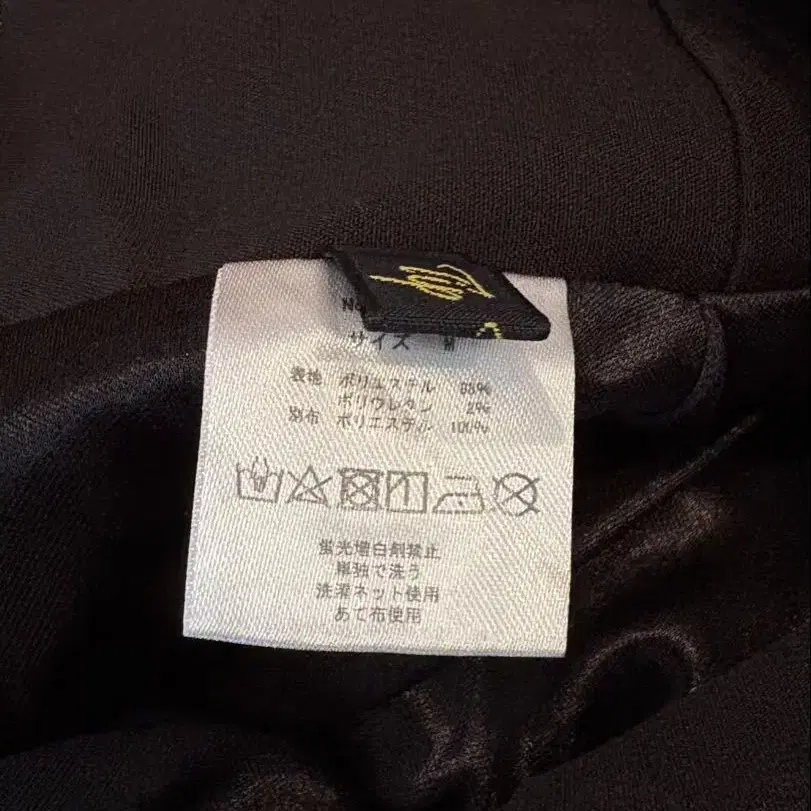 サイズ M
表地 ポリエステル 98%
ポリウレタン 2%
別布 ポリエステル 100%
蛍光増白剤禁止
単独で洗う
洗濯ネット使用
あて布使用